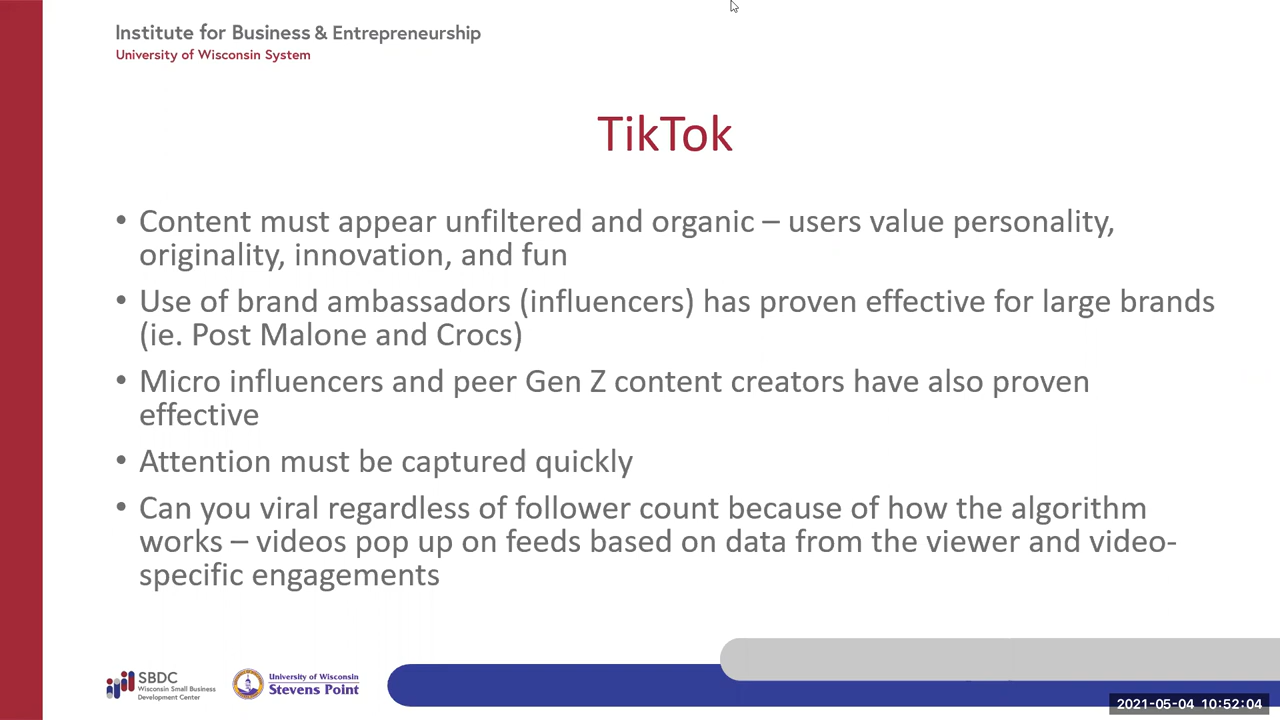 Institute for Business & Entrepreneurship
University of Wisconsin System
TikTok
• Content must appear unfiltered and organic – users value personality,
originality, innovation, and fun
• Use of brand ambassadors (influencers) has proven effective for large brands
(ie. Post Malone and Crocs)
• Micro influencers and peer Gen Z content creators have also proven
effective
• Attention must be captured quickly
• Can you viral regardless of follower count because of how the algorithm
works – videos pop up on feeds based on data from the viewer and video-
specific engagements
SBDC
Wisconsin Small Business
Development Center
University of Wisconsin
Stevens Point
2021-05-04 10:52:04